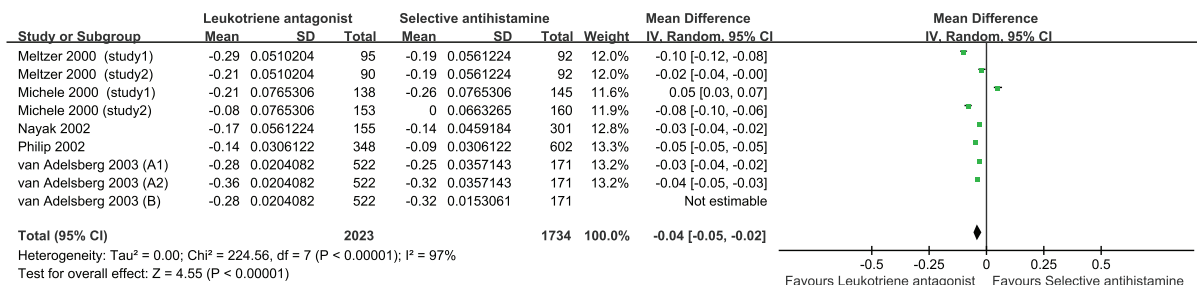 Leukotriene antagonist Selective antihistamine Mean Difference Mean Difference
Study or Subgroup Mean SD Total Mean SD Total Weight IV. Random. 95% CI IV. Random. 95% CI
Meltzer 2000 (study1) -0.29 0.0510204 95 -0.19 0.0561224 92 12.0% -0.10 [-0.12, -0.08]
Meltzer 2000 (study2) -0.21 0.0510204 90 -0.19 0.0561224 92 12.0% -0.02 [-0.04, -0.00]
Michele 2000 (study1) -0.21 0.0765306 138 -0.26 0.0765306 145 11.6% 0.05 [0.03, 0.07]
Michele 2000 (study2) -0.08 0.0765306 153 0 0.0663265 160 11.9% -0.08 [-0.10, -0.06]
Nayak 2002 -0.17 0.0561224 155 -0.14 0.0459184 301 12.8% -0.03 [-0.04, -0.02]
Philip 2002 -0.14 0.0306122 348 -0.09 0.0306122 602 13.3% -0.05 [-0.05, -0.05]
van Adelsberg 2003 (A1) -0.28 0.0204082 522 -0.25 0.0357143 171 13.2% -0.03 [-0.04, -0.02]
van Adelsberg 2003 (A2) -0.36 0.0204082 522 -0.32 0.0357143 171 13.2% -0.04 [-0.05, -0.03]
van Adelsberg 2003 (B) -0.28 0.0204082 522 -0.32 0.0153061 171 Not estimable
Total (95% CI) 2023 1734 100.0% -0.04 [-0.05, -0.02]
Heterogeneity: Tau² = 0.00; Chi² = 224.56, df = 7 (P < 0.00001); I² = 97%
Test for overall effect: Z = 4.55 (P < 0.00001)
-0.5 -0.25 0 0.25 0.5
Favours Leukotriene antagonist Favours Selective antihistamine